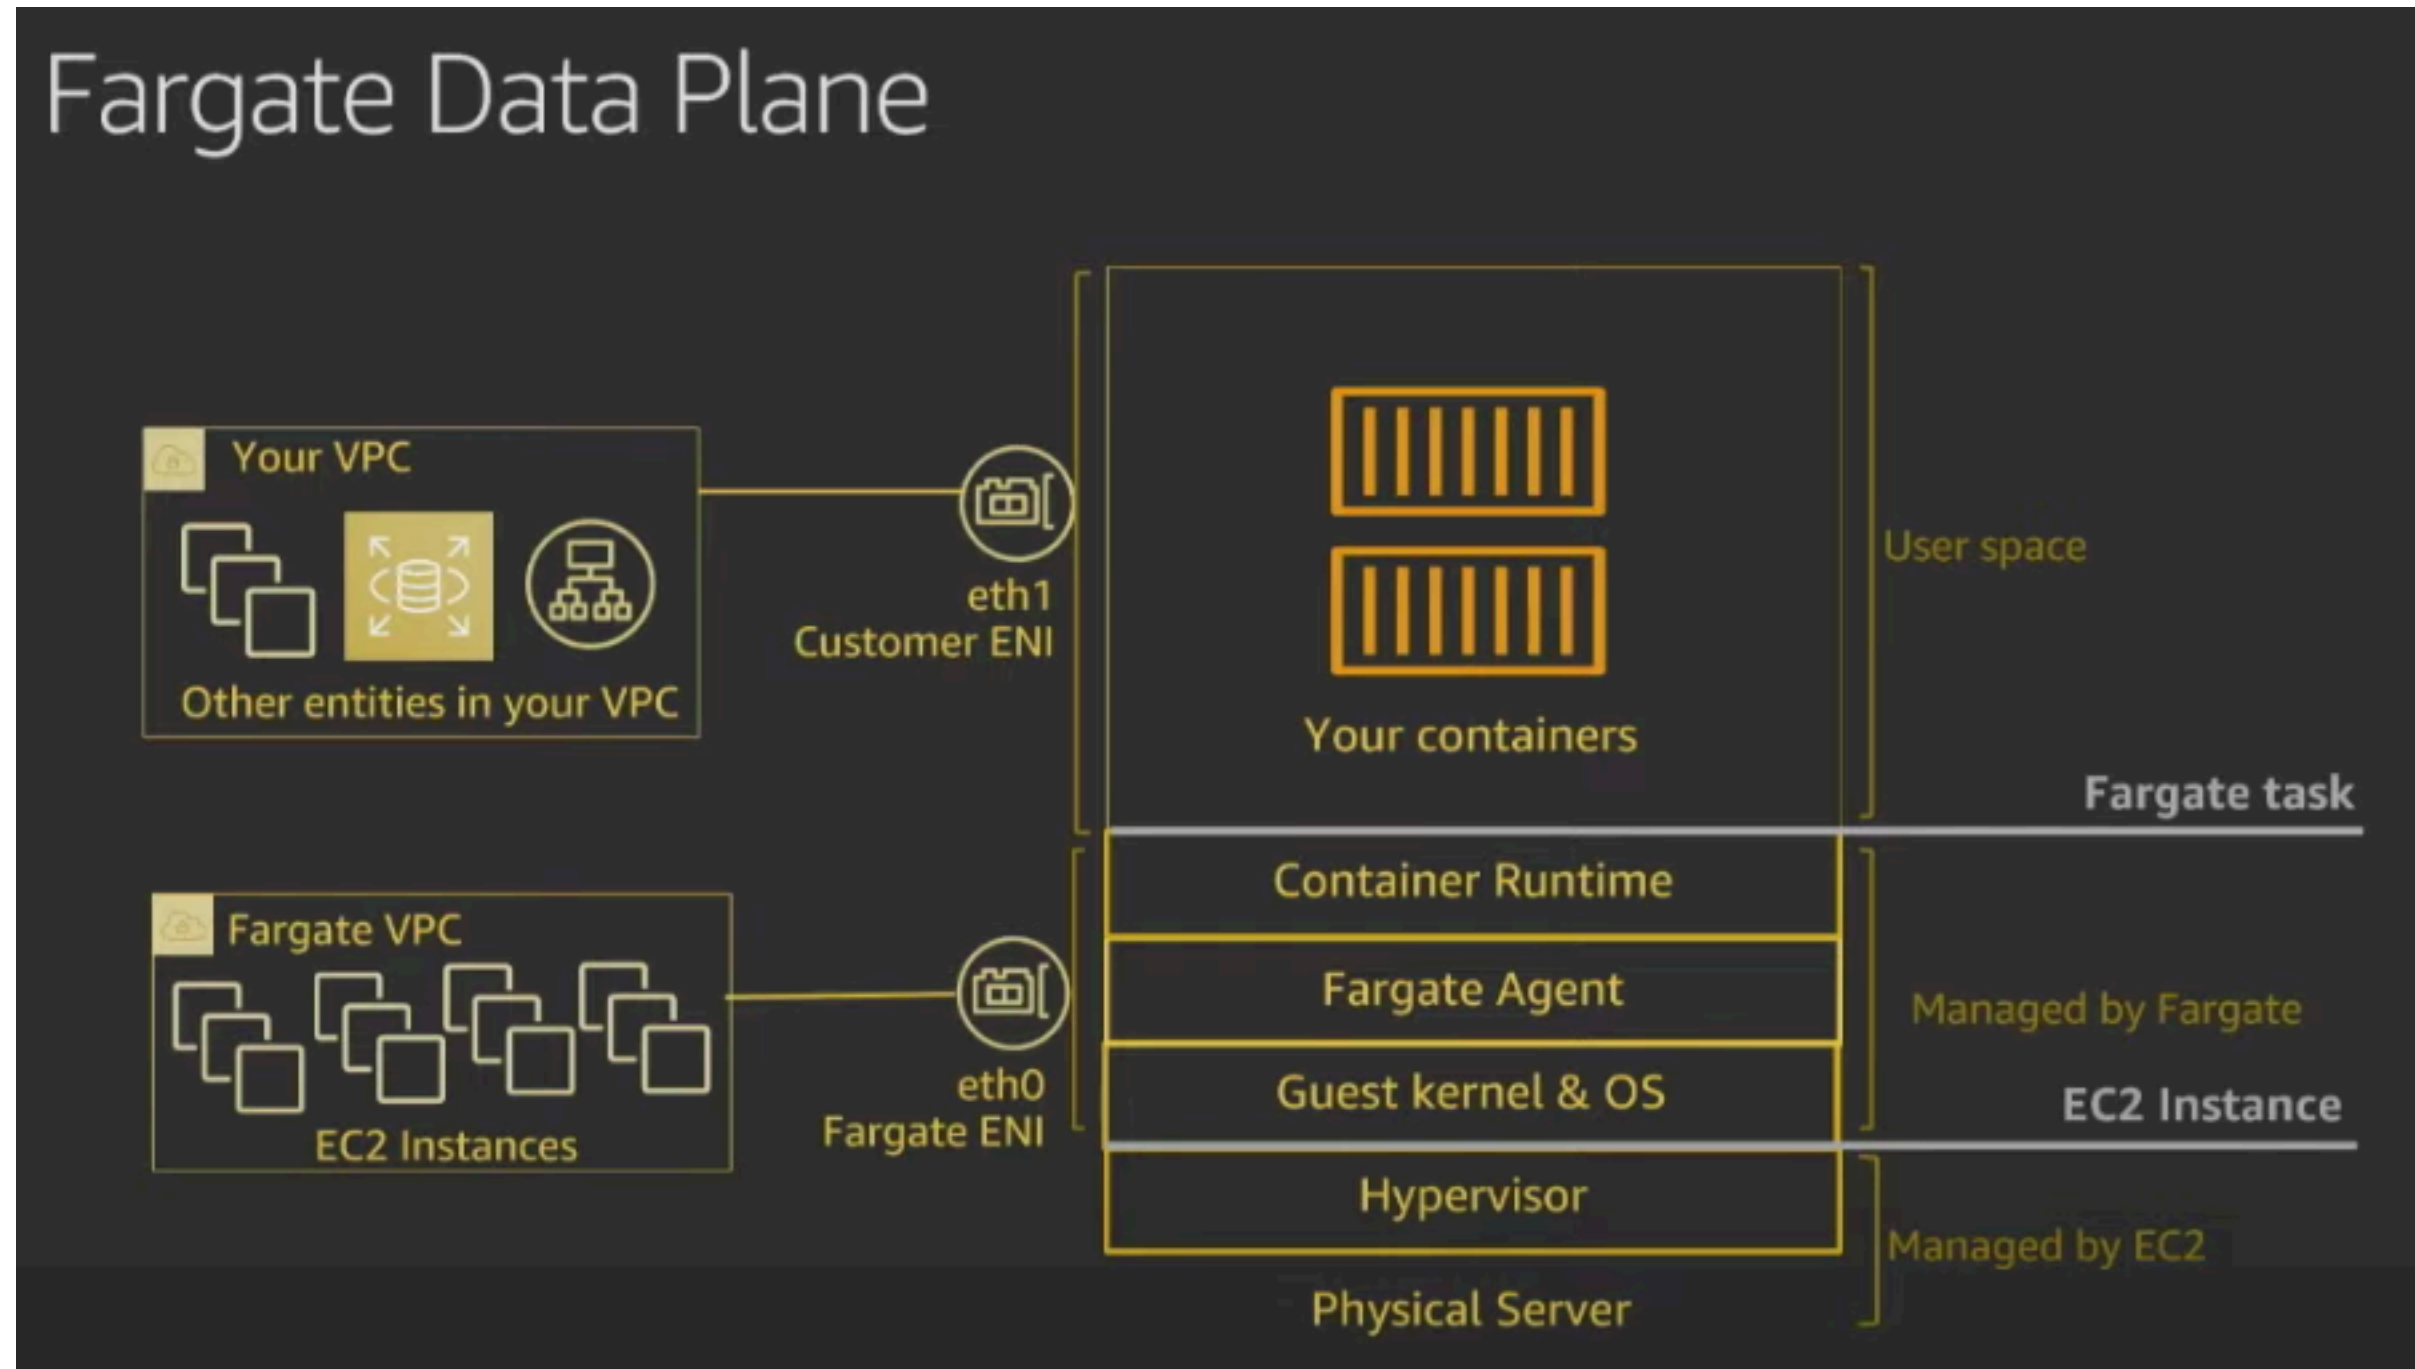 Fargate Data Plane
Your VPC
Other entities in your VPC
eth1
Customer ENI
Your containers
User space
Fargate task
Fargate VPC
EC2 Instances
eth0
Fargate ENI
Container Runtime
Fargate Agent
Guest kernel & OS
Managed by Fargate
EC2 Instance
Hypervisor
Managed by EC2
Physical Server